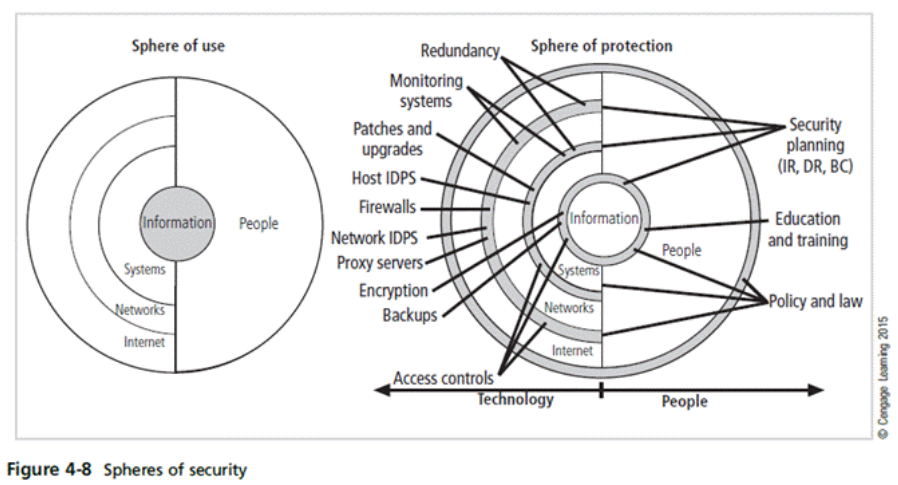 Sphere of use
Information
People
Systems
Networks
Internet
Sphere of protection
Redundancy
Monitoring
systems
Patches and
upgrades
Host IDPS
Firewalls
Network IDPS
Proxy servers
Encryption
Backups
Access controls
Information
People
Systems
Networks
Internet
Security
planning
(IR, DR, BC)
Education
and training
Policy and law
Technology
People
© Cengage Learning 2015
Figure 4-8 Spheres of security